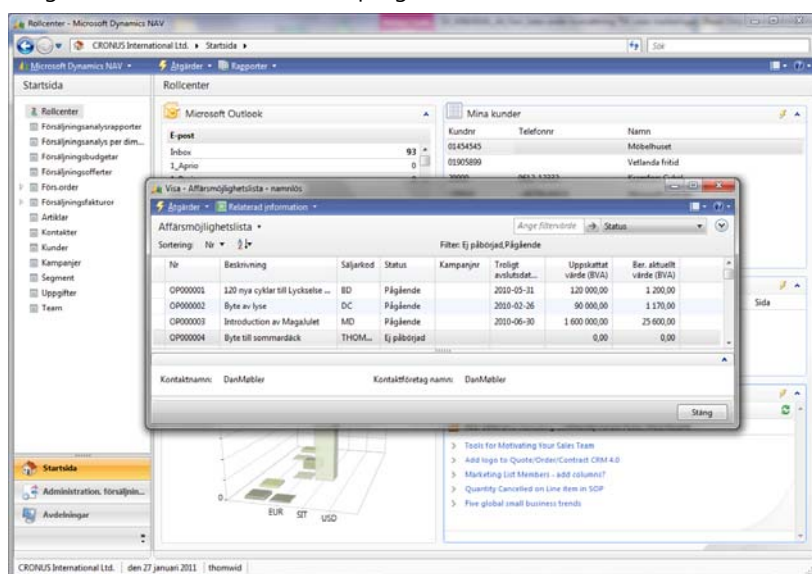 Rollcenter - Microsoft Dynamics NAV
CRONUS International Ltd. Startsida
Sök
Microsoft Dynamics NAV Åtgärder Rapporter
Startsida
Rollcenter
Rollcenter
Försäljningsanalysrapporter
Försäljningsanalys per dim...
Försäljningsbudgetar
Försäljningsofferter
Förs.order
Försäljningsfakturor
Artiklar
Kontakter
Kunder
Kampanjer
Segment
Uppgifter
Team
Microsoft Outlook
E-post
Inbox 93
1_Aprio 0
Mina kunder
Kundnr Telefonnr Namn
01454545 Möbelhuset
01905899 Vetlanda fritid
Visa - Affärsmöjlighetslista - namnlös
Åtgärder Relaterad information
Affärsmöjlighetslista
Ange filtervärde Status
Sortering: Nr
Filter: Ej påbörjad,Pågående
Nr Beskrivning Säljarkod Status Kampanjnr Troligt avslutsdat... Uppskattat värde (BVA) Ber. aktuellt värde (BVA)
OP000001 120 nya cyklar till Lycksele ... BD Pågående 2010-05-31 120 000,00 1 200,00
OP000002 Byte av lyse DC Pågående 2010-02-26 90 000,00 1 170,00
OP000003 Introduction av MagaJulet MD Pågående 2010-06-30 1 600 000,00 25 600,00
OP000004 Byte till sommardäck THOM... Ej påbörjad 0,00 0,00
Kontaktnamn: DanMøbler Kontaktföretag namn: DanMøbler
Stäng
Sida
Tools for Motivating Your Sales Team
Add logo to Quote/Order/Contract CRM 4.0
Marketing List Members - add columns?
Quantity Cancelled on Line Item in SOP
Five global small business trends
0
EUR SIT USD
Startsida
Administration, försäljnin...
Avdelningar
CRONUS International Ltd. den 27 januari 2011 thomwid